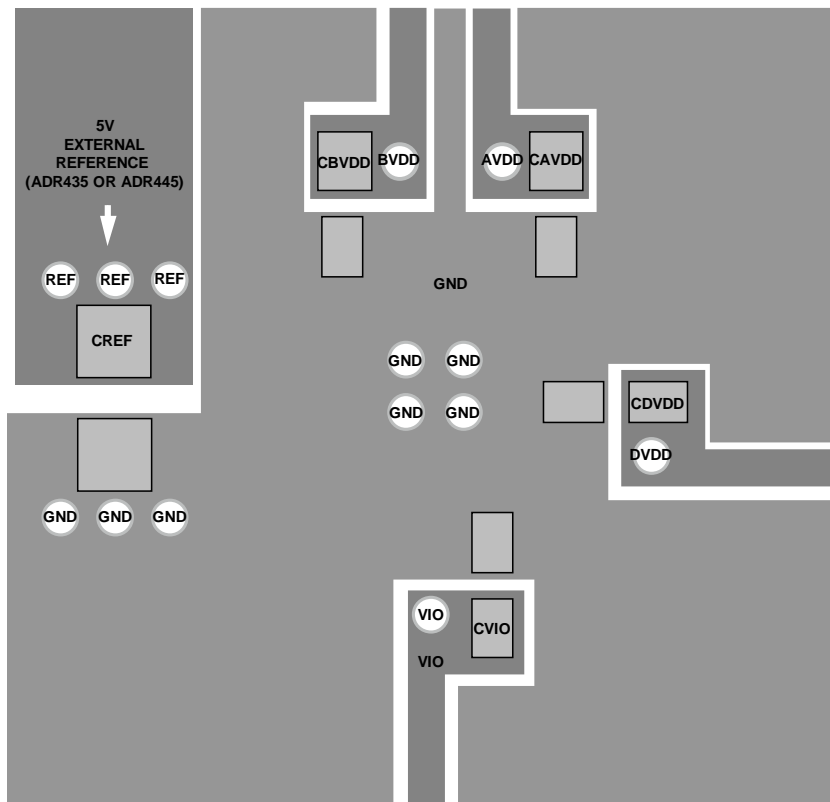 5V
EXTERNAL
REFERENCE
(ADR435 OR ADR445)
CBVDD
BVDD
AVDD
CAVDD
REF
REF
REF
GND
CREF
GND
GND
GND
GND
CDVDD
DVDD
GND
GND
GND
VIO
CVIO
VIO